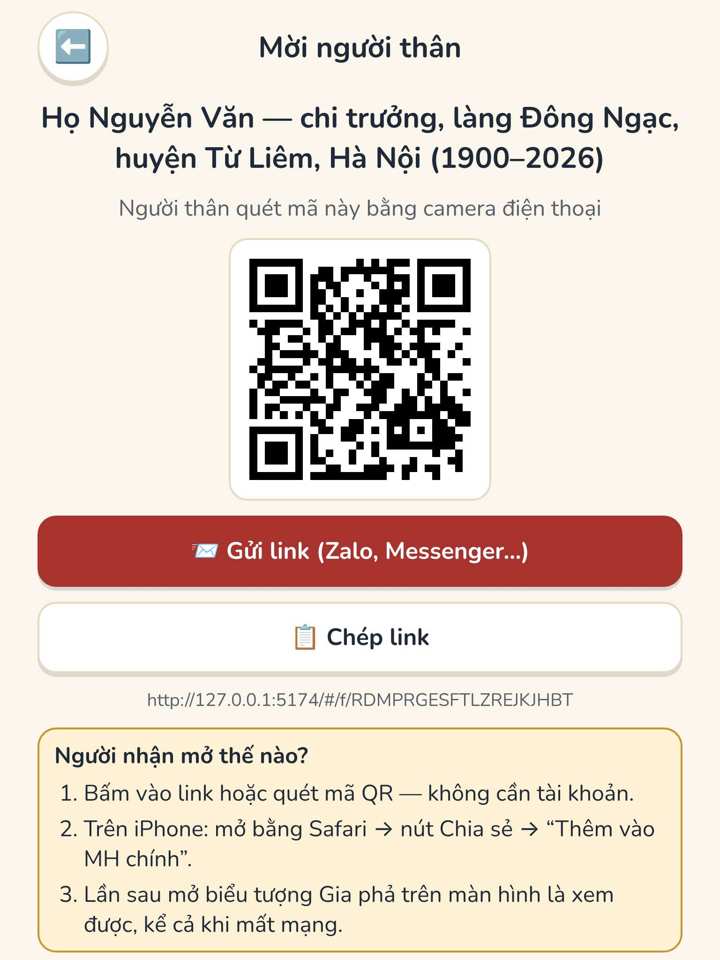 Mời người thân
Họ Nguyễn Văn — chi trưởng, làng Đông Ngạc,
huyện Từ Liêm, Hà Nội (1900–2026)
Người thân quét mã này bằng camera điện thoại
📨 Gửi link (Zalo, Messenger...)
📋 Chép link
http://127.0.0.1:5174/#/f/RDMPRGESFTLZREJKJHBT
Người nhận mở thế nào?
1. Bấm vào link hoặc quét mã QR — không cần tài khoản.
2. Trên iPhone: mở bằng Safari → nút Chia sẻ → “Thêm vào
MH chính”.
3. Lần sau mở biểu tượng Gia phả trên màn hình là xem
được, kể cả khi mất mạng.